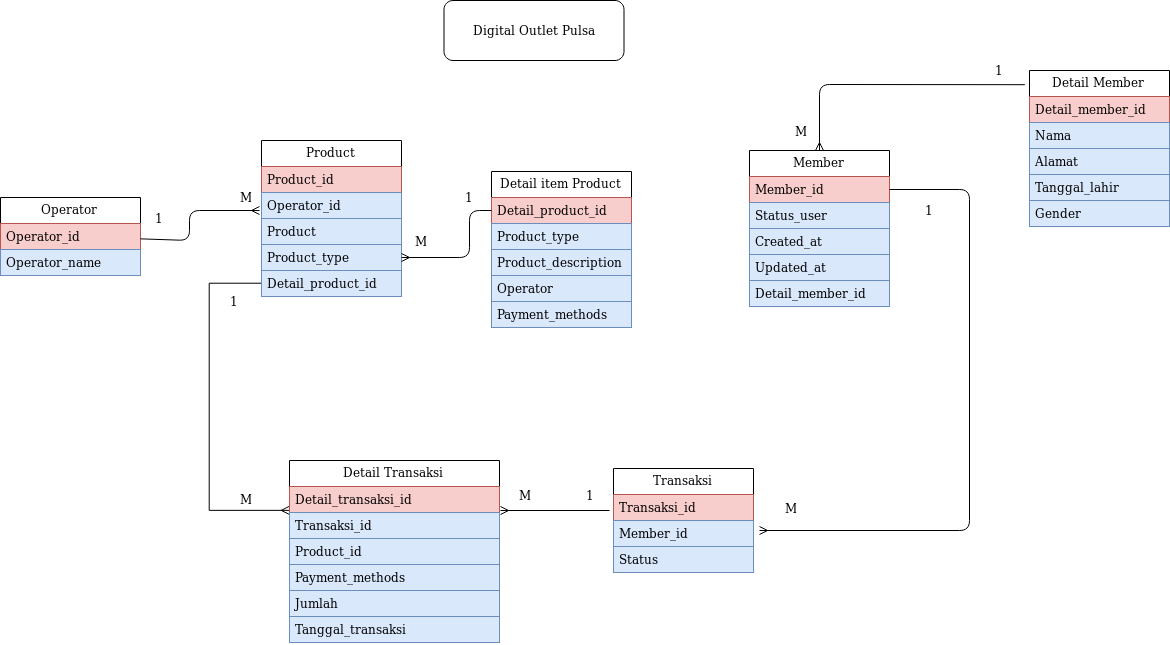 Digital Outlet Pulsa
Operator
Operator_id
Operator_name
1
M
Product
Product_id
Operator_id
Product
Product_type
Detail_product_id
M
1
Detail item Product
Detail_product_id
Product_type
Product_description
Operator
Payment_methods
1
M
Member
Member_id
Status_user
Created_at
Updated_at
Detail_member_id
1
M
Detail Member
Detail_member_id
Nama
Alamat
Tanggal_lahir
Gender
1
M
Detail Transaksi
Detail_transaksi_id
Transaksi_id
Product_id
Payment_methods
Jumlah
Tanggal_transaksi
M
1
Transaksi
Transaksi_id
Member_id
Status
M
1